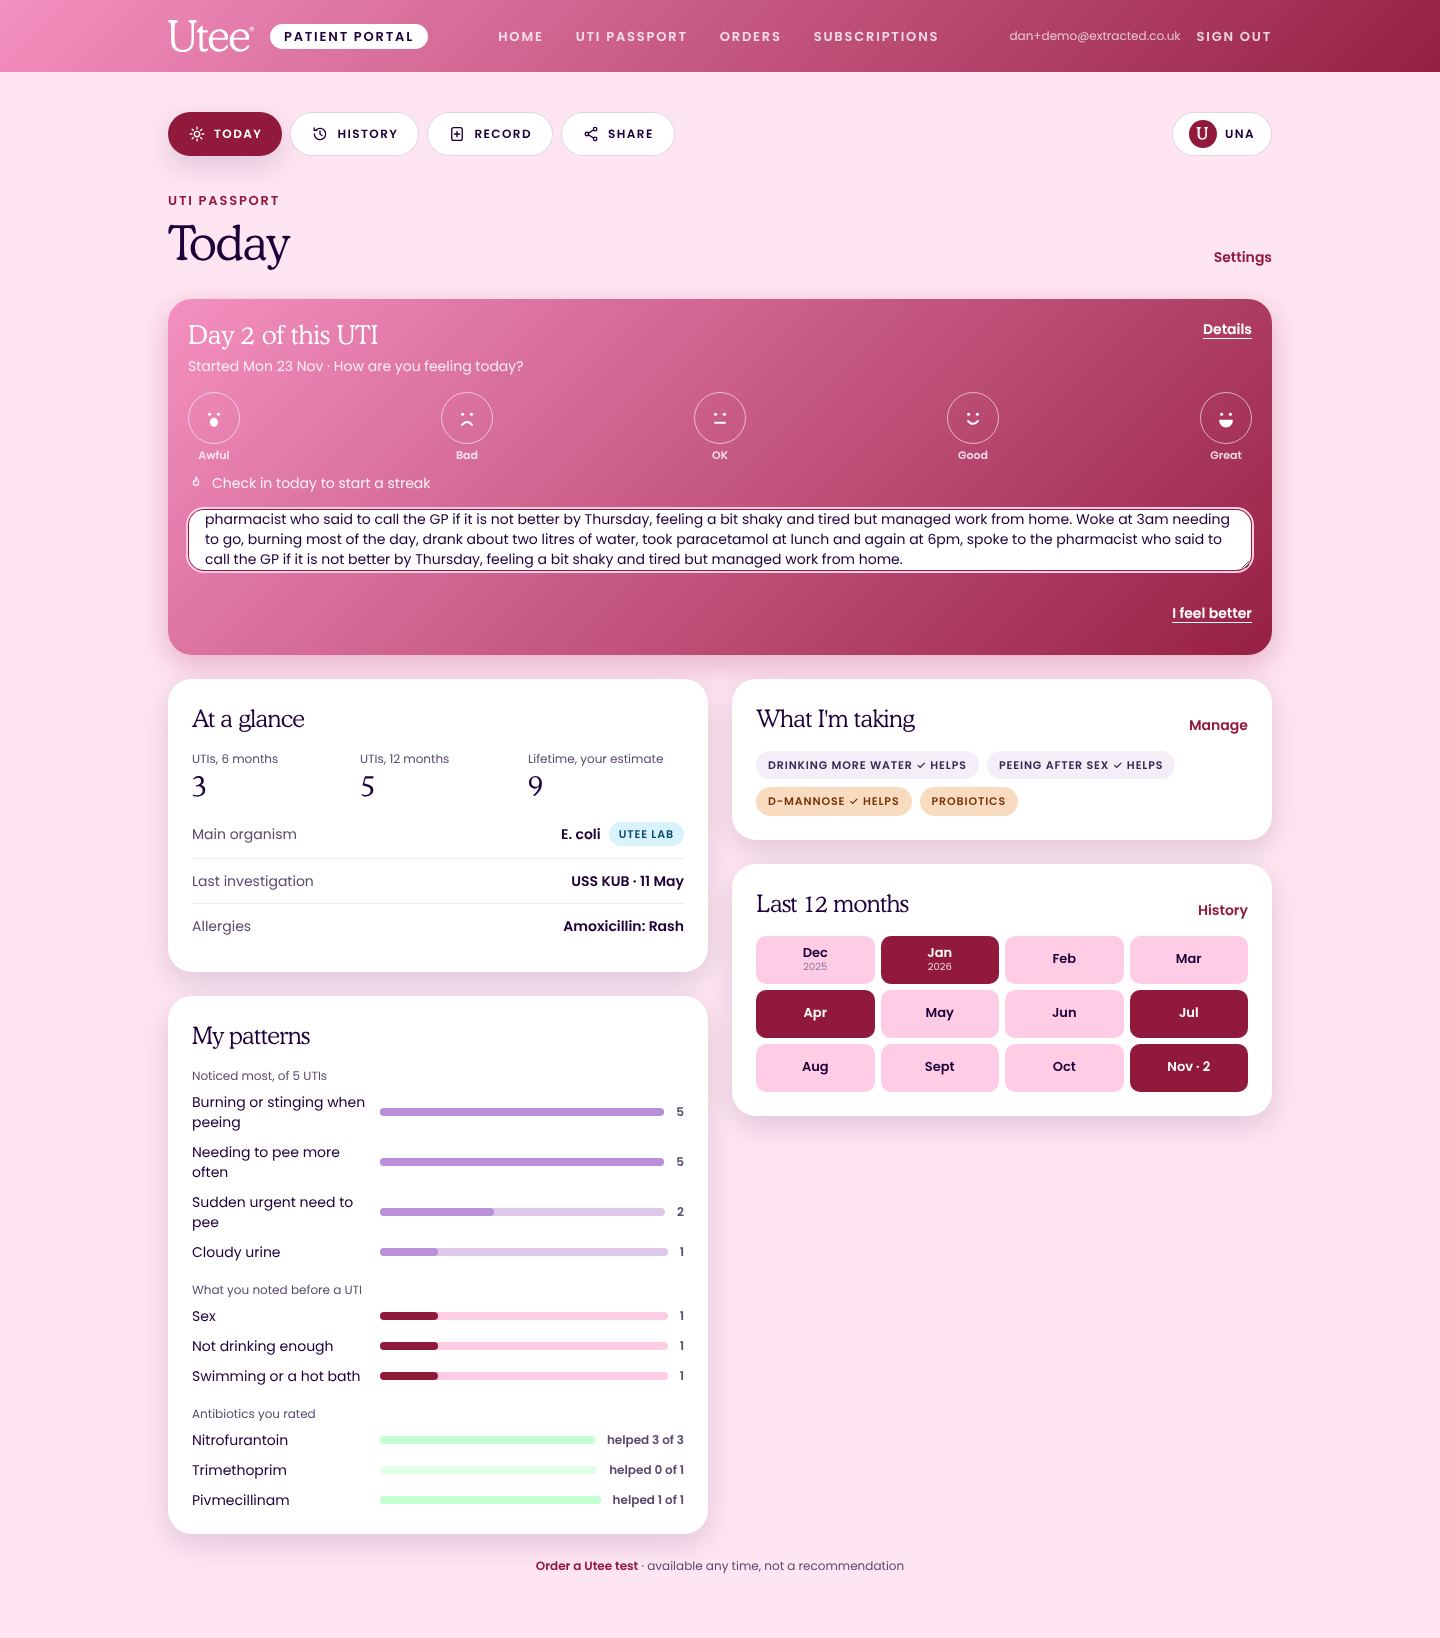 Utee®
PATIENT PORTAL
HOME
UTI PASSPORT
ORDERS
SUBSCRIPTIONS
dan+demo@extracted.co.uk
SIGN OUT
TODAY
HISTORY
RECORD
SHARE
U UNA
UTI PASSPORT
Today
Settings
Day 2 of this UTI
Details
Started Mon 23 Nov · How are you feeling today?
Awful
Bad
OK
Good
Great
Check in today to start a streak
pharmacist who said to call the GP if it is not better by Thursday, feeling a bit shaky and tired but managed work from home. Woke at 3am needing
to go, burning most of the day, drank about two litres of water, took paracetamol at lunch and again at 6pm, spoke to the pharmacist who said to
call the GP if it is not better by Thursday, feeling a bit shaky and tired but managed work from home.
I feel better
At a glance
UTIs, 6 months
UTIs, 12 months
Lifetime, your estimate
3
5
9
Main organism
E. coli
UTEE LAB
Last investigation
USS KUB · 11 May
Allergies
Amoxicillin: Rash
What I'm taking
Manage
DRINKING MORE WATER ✓ HELPS
PEEING AFTER SEX ✓ HELPS
D-MANNOSE ✓ HELPS
PROBIOTICS
Last 12 months
History
Dec
2025
Jan
2026
Feb
Mar
Apr
May
Jun
Jul
Aug
Sept
Oct
Nov · 2
My patterns
Noticed most, of 5 UTIs
Burning or stinging when
peeing
5
Needing to pee more
often
5
Sudden urgent need to
pee
2
Cloudy urine
1
What you noted before a UTI
Sex
1
Not drinking enough
1
Swimming or a hot bath
1
Antibiotics you rated
Nitrofurantoin
helped 3 of 3
Trimethoprim
helped 0 of 1
Pivmecillinam
helped 1 of 1
Order a Utee test · available any time, not a recommendation